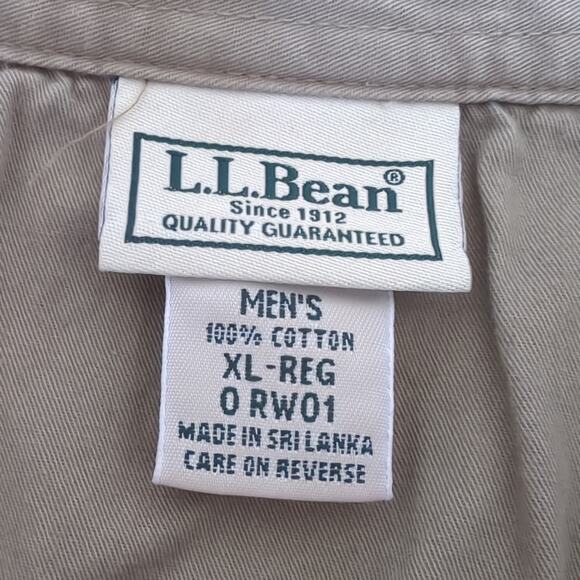 L.L.Bean®
Since 1912
QUALITY GUARANTEED
MEN'S
100% COTTON
XL-REG
0 RW01
MADE IN SRI LANKA
CARE ON REVERSE